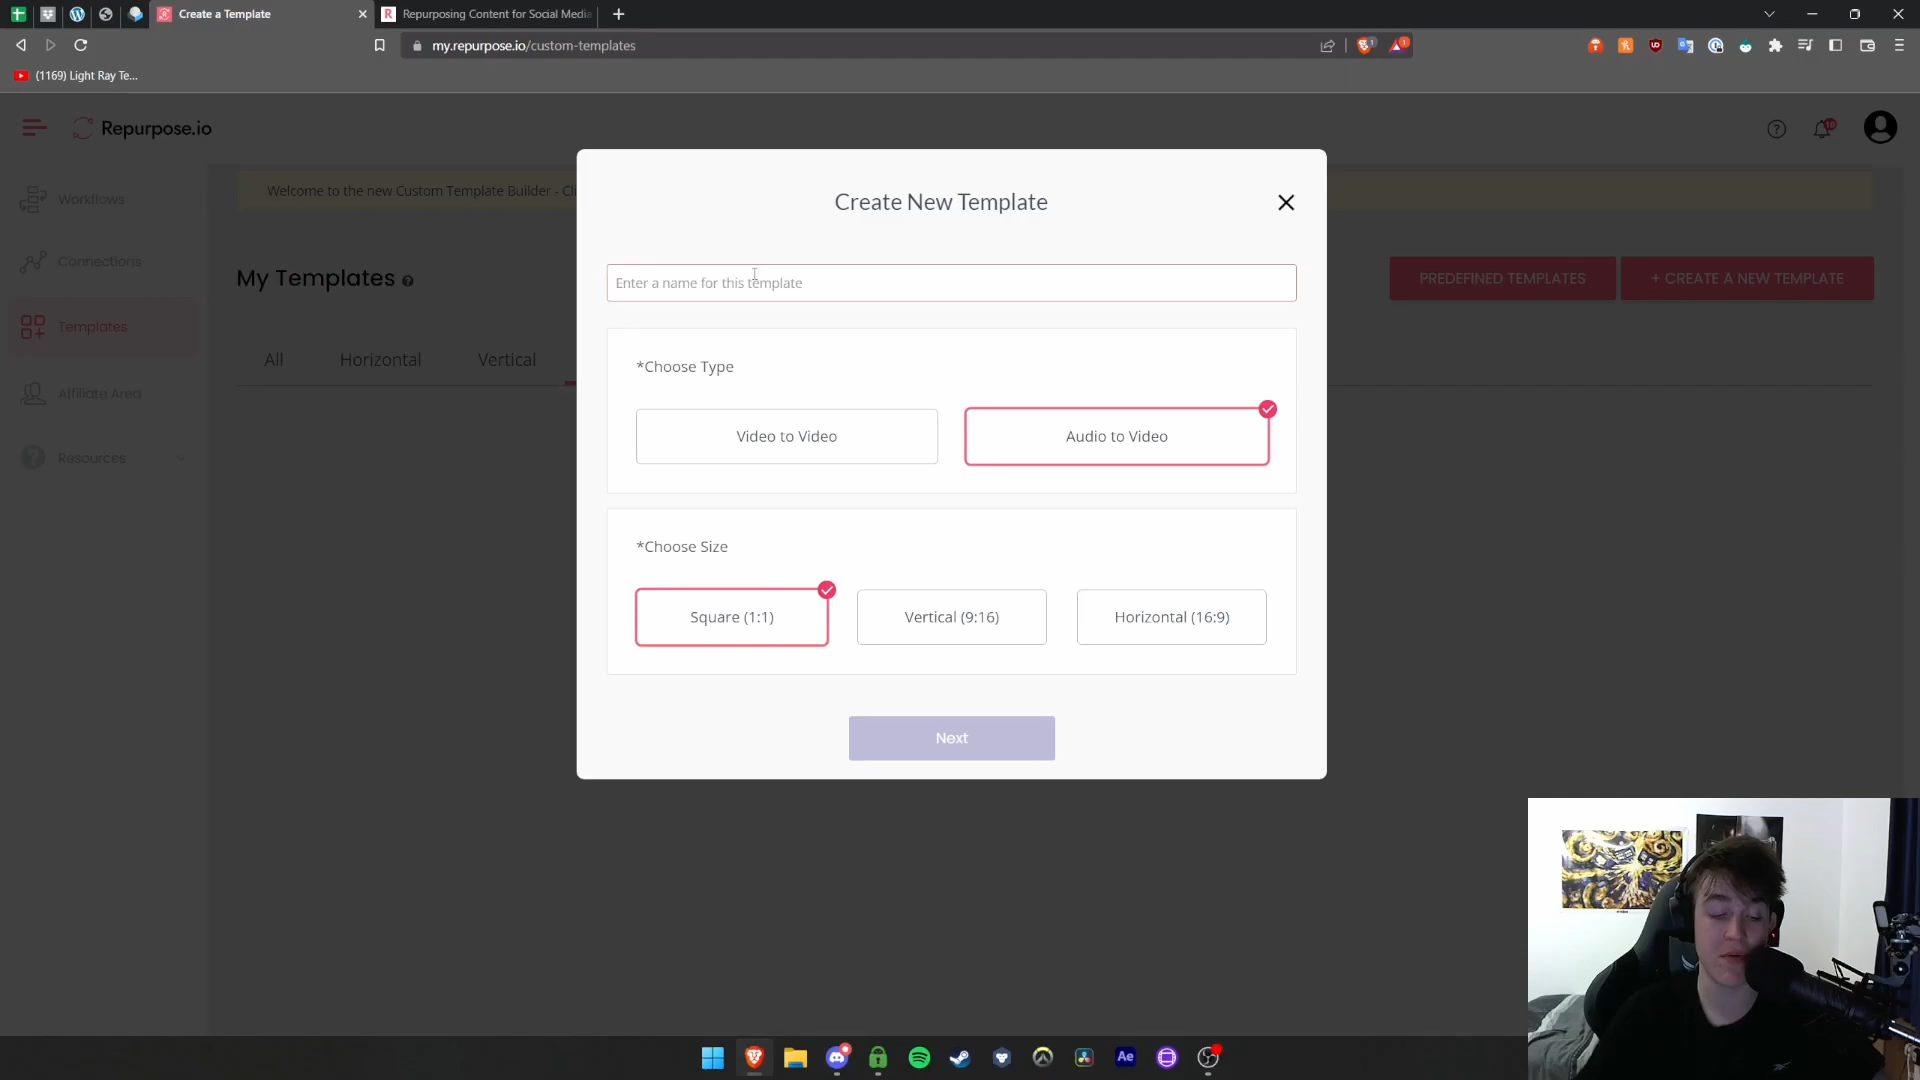 Create a Template
Repurposing Content for Social Media
my.repurpose.io/custom-templates
(1169) Light Ray Te...
Repurpose.io
Welcome to the new Custom Template Builder - Cli
Workflows
Connections
Templates
Affiliate Area
Resources
My Templates
PREDEFINED TEMPLATES
+ CREATE A NEW TEMPLATE
All
Horizontal
Vertical
Create New Template
Enter a name for this template
*Choose Type
Video to Video
Audio to Video
*Choose Size
Square (1:1)
Vertical (9:16)
Horizontal (16:9)
Next
Ae